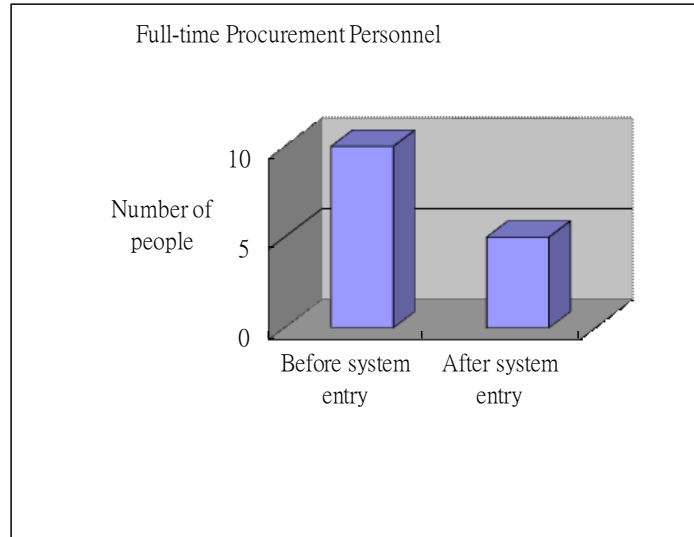 Full-time Procurement Personnel
10
Number of
people
5
0
Before system
entry
After system
entry